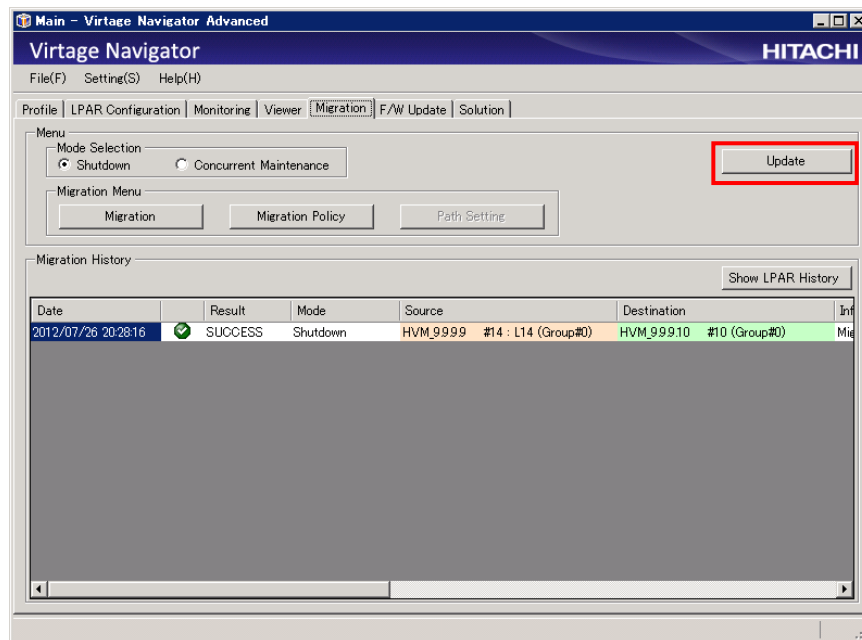 Main - Virtage Navigator Advanced
Virtage Navigator HITACHI
File(F) Setting(S) Help(H)
Profile LPAR Configuration Monitoring Viewer Migration F/W Update Solution
Menu
Mode Selection
Shutdown Concurrent Maintenance
Update
Migration Menu
Migration Migration Policy Path Setting
Migration History
Show LPAR History
Date Result Mode Source Destination Inf
2012/07/26 20:28:16 SUCCESS Shutdown HVM_9.9.9.9 #14 : L14 (Group#0) HVM_9.9.9.10 #10 (Group#0) Mig